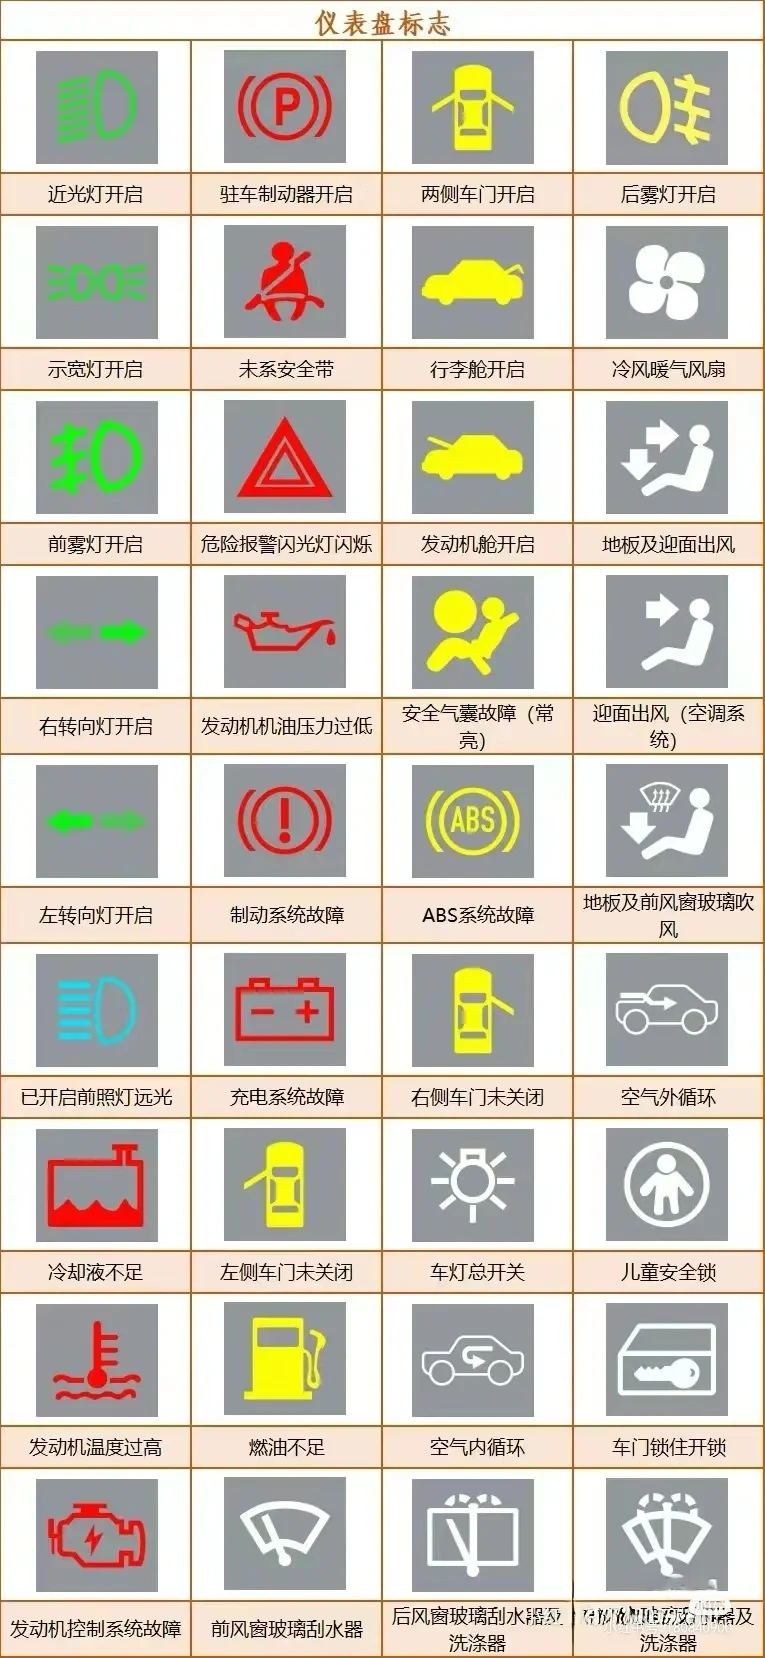 仪表盘标志
P
近光灯开启
驻车制动器开启
两侧车门开启
后雾灯开启
示宽灯开启
未系安全带
行李舱开启
冷风暖气风扇
前雾灯开启
危险报警闪光灯闪烁
发动机舱开启
地板及迎面出风
右转向灯开启
发动机机油压力过低
安全气囊故障（常
亮）
迎面出风（空调系
统）
!
ABS
左转向灯开启
制动系统故障
ABS系统故障
地板及前风窗玻璃吹
风
- +
已开启前照灯远光
充电系统故障
右侧车门未关闭
空气外循环
冷却液不足
左侧车门未关闭
车灯总开关
儿童安全锁
发动机温度过高
燃油不足
空气内循环
车门锁住开锁
发动机控制系统故障
前风窗玻璃刮水器
后风窗玻璃刮水器及
洗涤器
器及
洗涤器